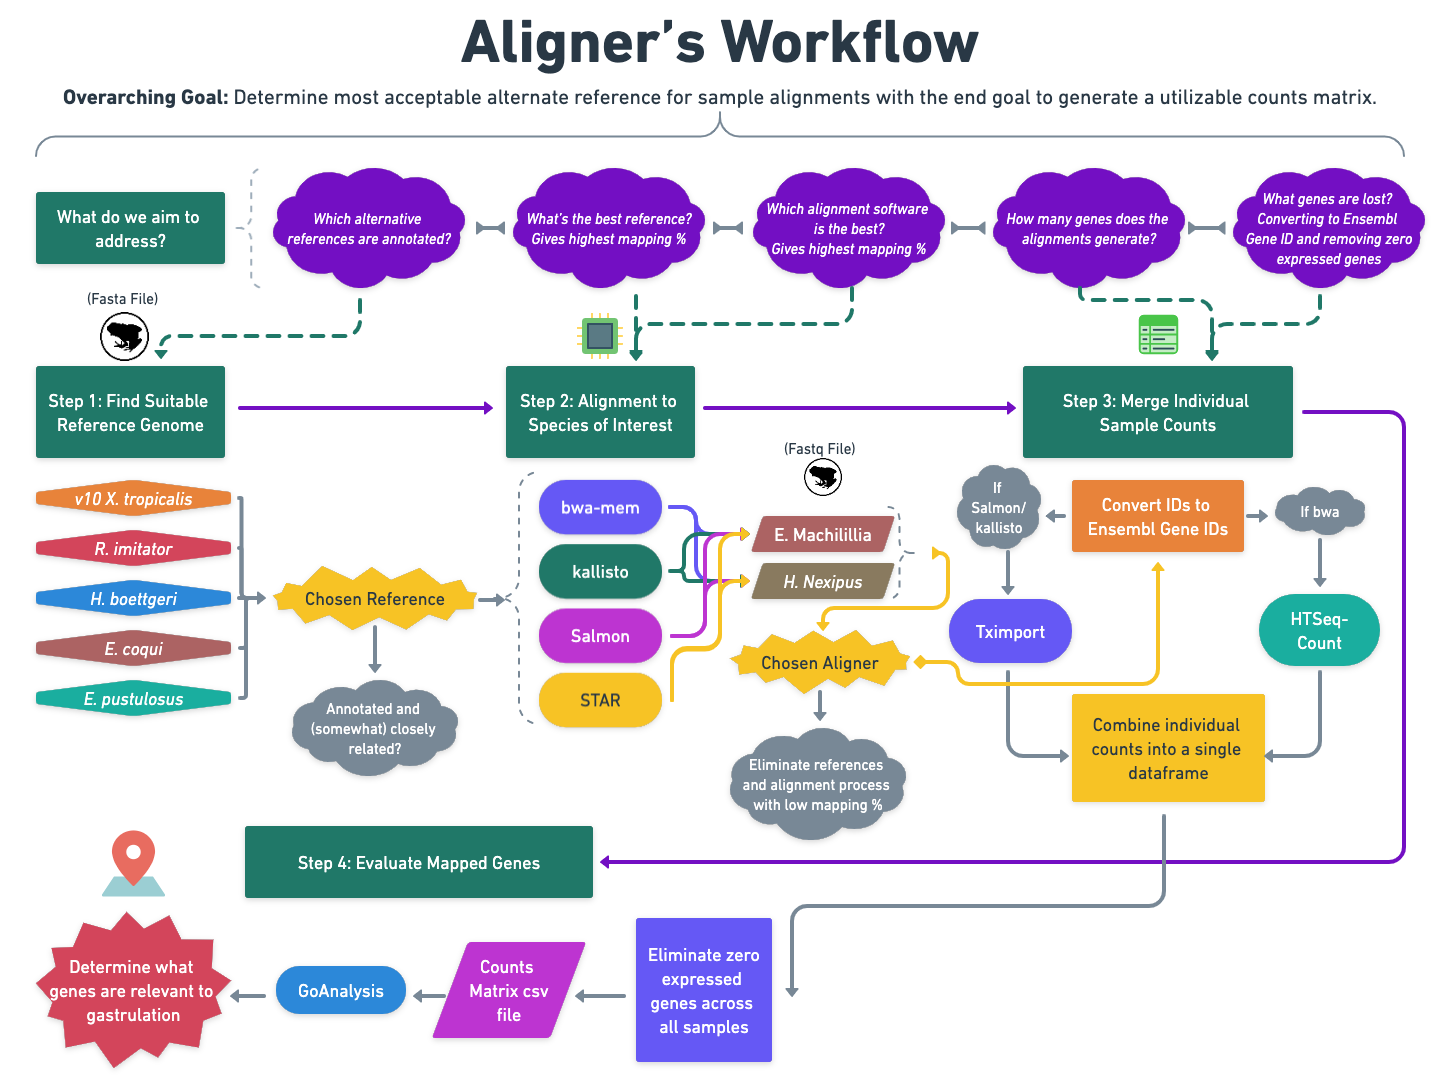 Aligner's Workflow
Overarching Goal: Determine most acceptable alternate reference for sample alignments with the end goal to generate a utilizable counts matrix.
What do we aim to
address?
Which alternative
references are annotated?
What's the best reference?
Gives highest mapping %
Which alignment software
is the best?
Gives highest mapping %
How many genes does the
alignments generate?
What genes are lost?
Converting to Ensembl
Gene ID and removing zero
expressed genes
(Fasta File)
Step 1: Find Suitable
Reference Genome
Step 2: Alignment to
Species of Interest
Step 3: Merge Individual
Sample Counts
v10 X. tropicalis
R. imitator
H. boettgeri
E. coqui
E. pustulosus
Chosen Reference
Annotated and
(somewhat) closely
related?
bwa-mem
kallisto
Salmon
STAR
(Fastq File)
E. Machilillia
H. Nexipus
Chosen Aligner
Eliminate references
and alignment process
with low mapping %
If
Salmon/
kallisto
Convert IDs to
Ensembl Gene IDs
If bwa
Tximport
HTSeq-
Count
Combine individual
counts into a single
dataframe
Step 4: Evaluate Mapped Genes
Eliminate zero
expressed
genes across
all samples
Counts
Matrix csv
file
GoAnalysis
Determine what
genes are relevant to
gastrulation